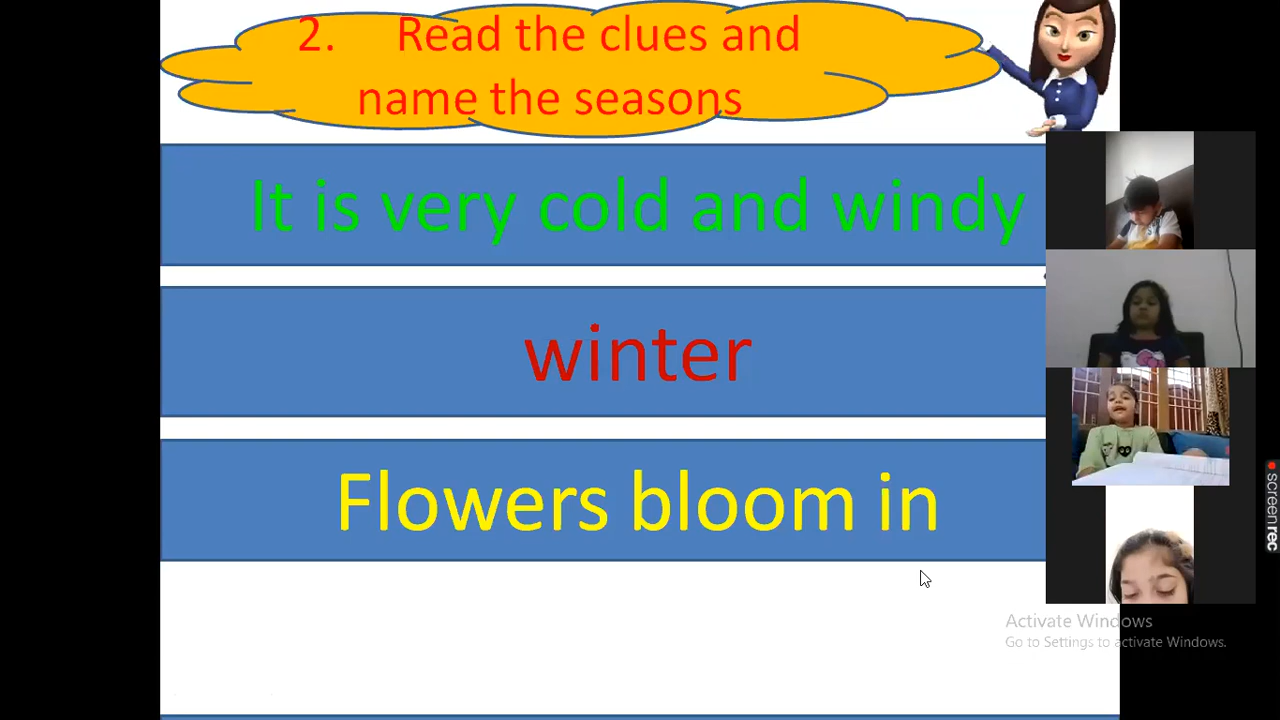 2. Read the clues and
name the seasons
It is very cold and windy
winter
Flowers bloom in
Activate Windows
Go to Settings to activate Windows.
screenrec